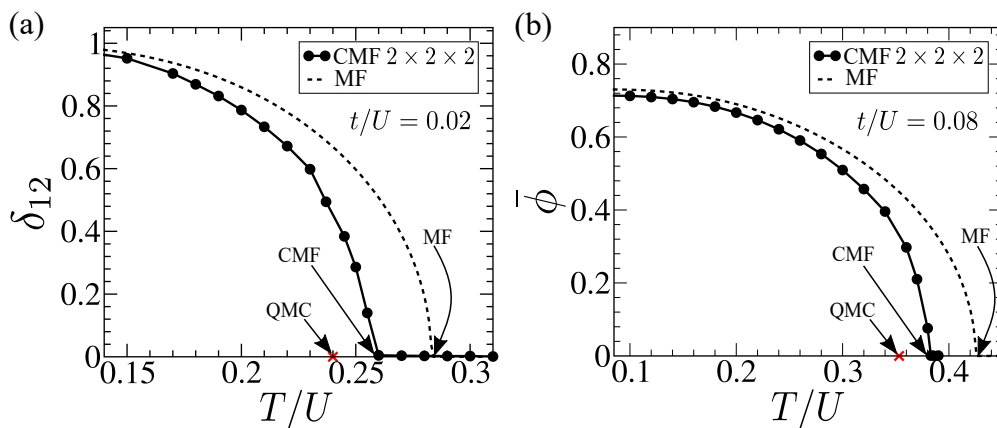 (a)
1
0.8
0.6
0.4
0.2
0
δ12
CMF 2 × 2 × 2
MF
t/U = 0.02
MF
CMF
QMC
0.15
0.2
0.25
0.3
T/U
(b)
0.8
0.6
0.4
0.2
0
ϕ̄
CMF 2 × 2 × 2
MF
t/U = 0.08
MF
CMF
QMC
0.1
0.2
0.3
0.4
T/U